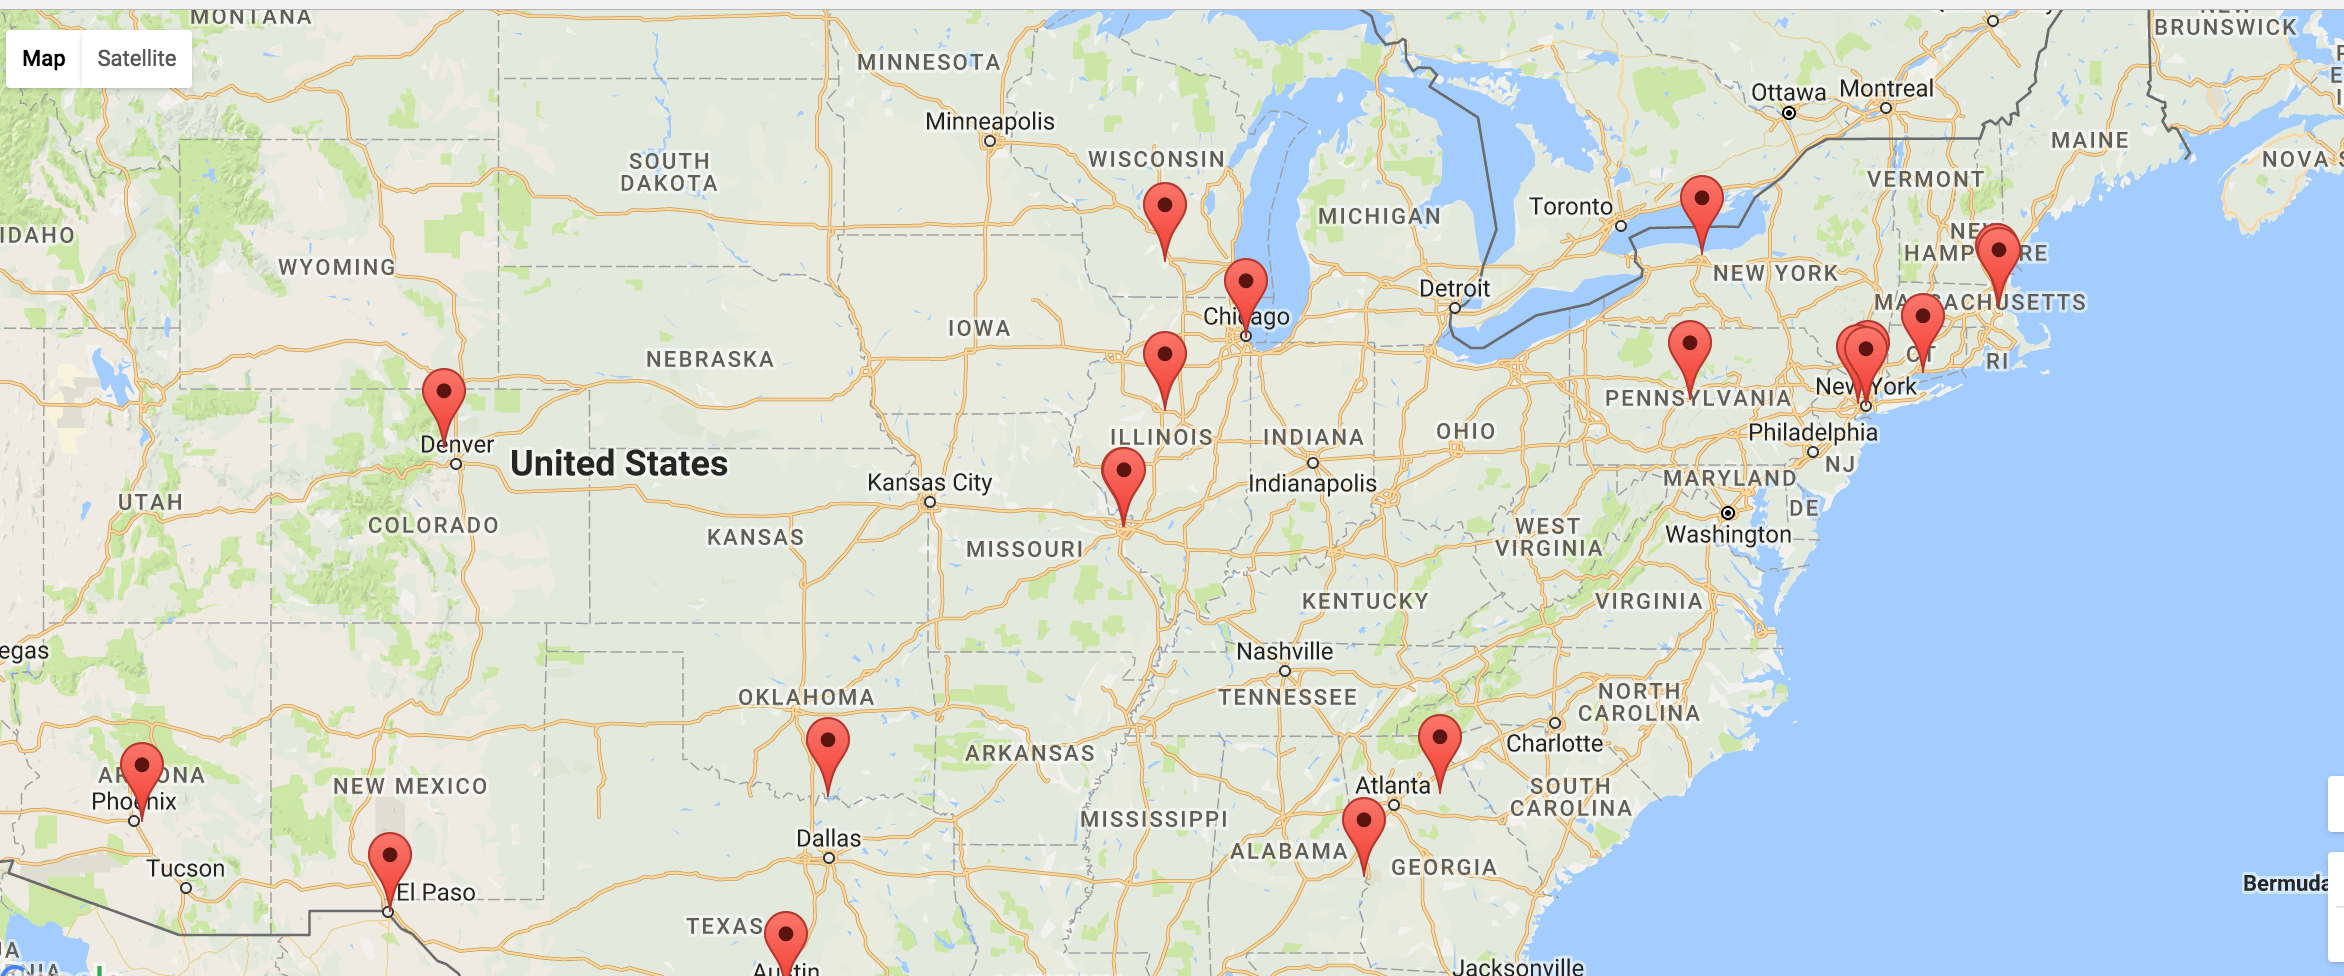 MONTANA
NEW
BRUNSWICK
Map
Satellite
MINNESOTA
Ottawa
Montreal
Minneapolis
MAINE
WISCONSIN
NOVA S
SOUTH
DAKOTA
VERMONT
Toronto
MICHIGAN
IDAHO
NEW
HAMPSHIRE
WYOMING
NEW YORK
Detroit
MASSACHUSETTS
Chicago
IOWA
NEBRASKA
CT
RI
New York
PENNSYLVANIA
Denver
United States
ILLINOIS
INDIANA
OHIO
Philadelphia
NJ
Kansas City
Indianapolis
MARYLAND
DE
UTAH
COLORADO
KANSAS
MISSOURI
WEST
VIRGINIA
Washington
KENTUCKY
VIRGINIA
egas
Nashville
OKLAHOMA
TENNESSEE
NORTH
CAROLINA
ARKANSAS
Charlotte
ARIZONA
Phoenix
NEW MEXICO
Atlanta
SOUTH
CAROLINA
MISSISSIPPI
Dallas
ALABAMA
GEORGIA
Tucson
El Paso
Bermuda
TEXAS
Austin
Jacksonville